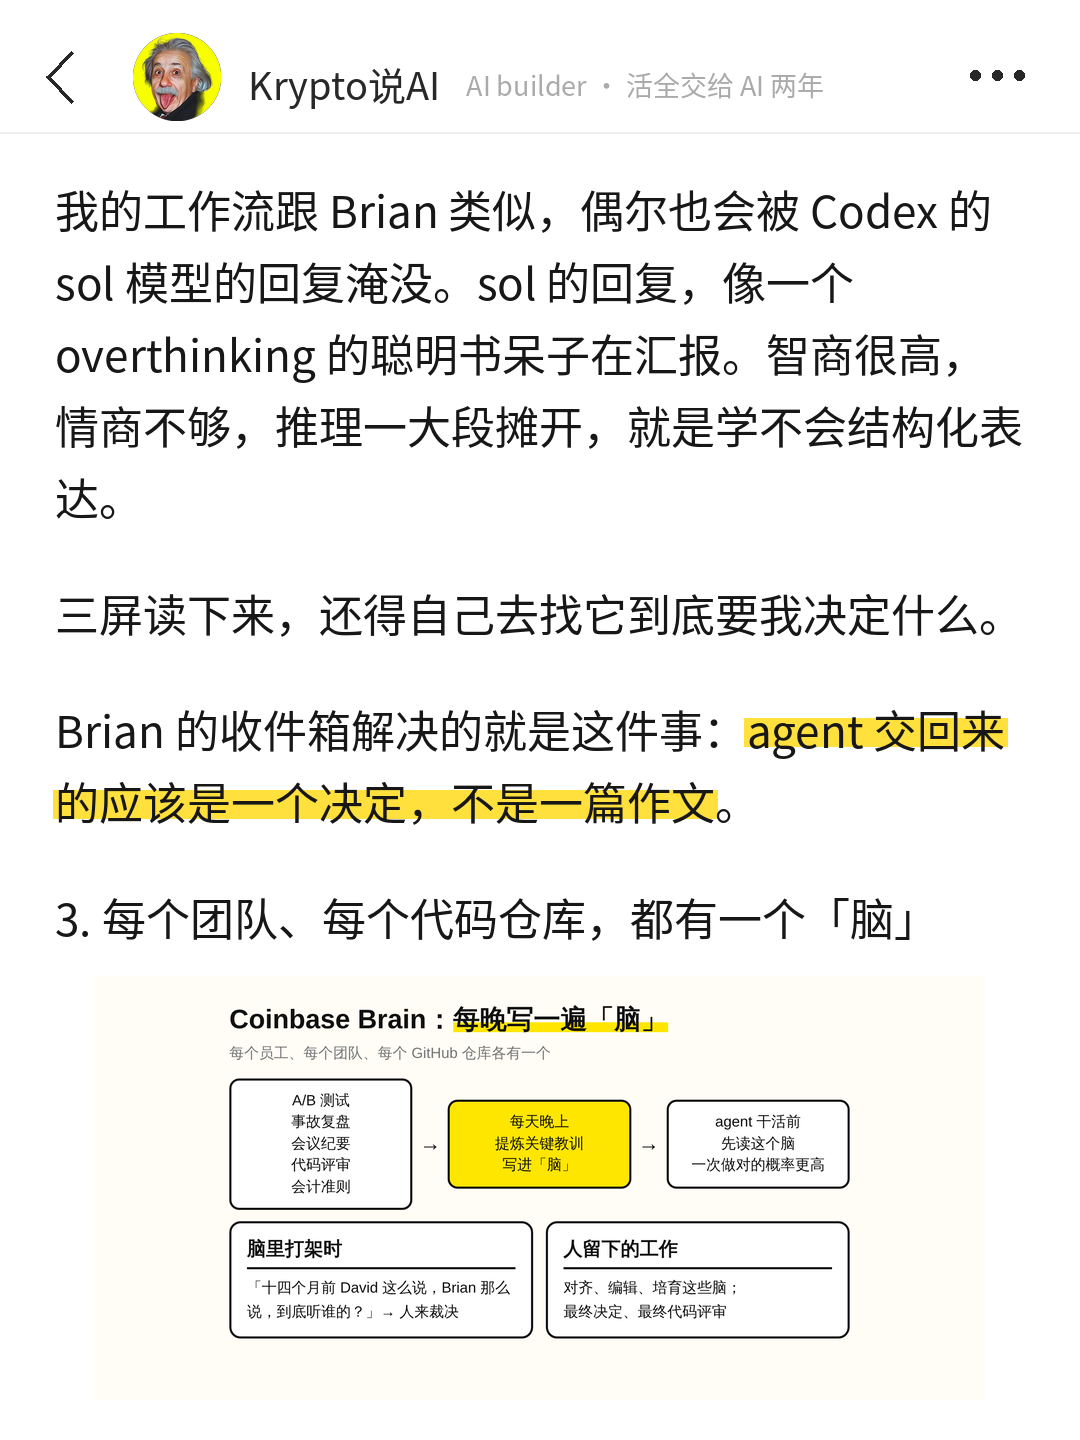 Krypto说AI AI builder · 活全交给 AI 两年
我的工作流跟 Brian 类似，偶尔也会被 Codex 的
sol 模型的回复淹没。sol 的回复，像一个
overthinking 的聪明书呆子在汇报。智商很高，
情商不够，推理一大段摊开，就是学不会结构化表
达。
三屏读下来，还得自己去找它到底要我决定什么。
Brian 的收件箱解决的就是这件事：agent 交回来
的应该是一个决定，不是一篇作文。
3. 每个团队、每个代码仓库，都有一个「脑」
Coinbase Brain：每晚写一遍「脑」
每个员工、每个团队、每个 GitHub 仓库各有一个
A/B 测试
事故复盘
会议纪要
代码评审
会计准则
→
每天晚上
提炼关键教训
写进「脑」
→
agent 干活前
先读这个脑
一次做对的概率更高
脑里打架时
「十四个月前 David 这么说，Brian 那么
说，到底听谁的？」→ 人来裁决
人留下的工作
对齐、编辑、培育这些脑；
最终决定、最终代码评审